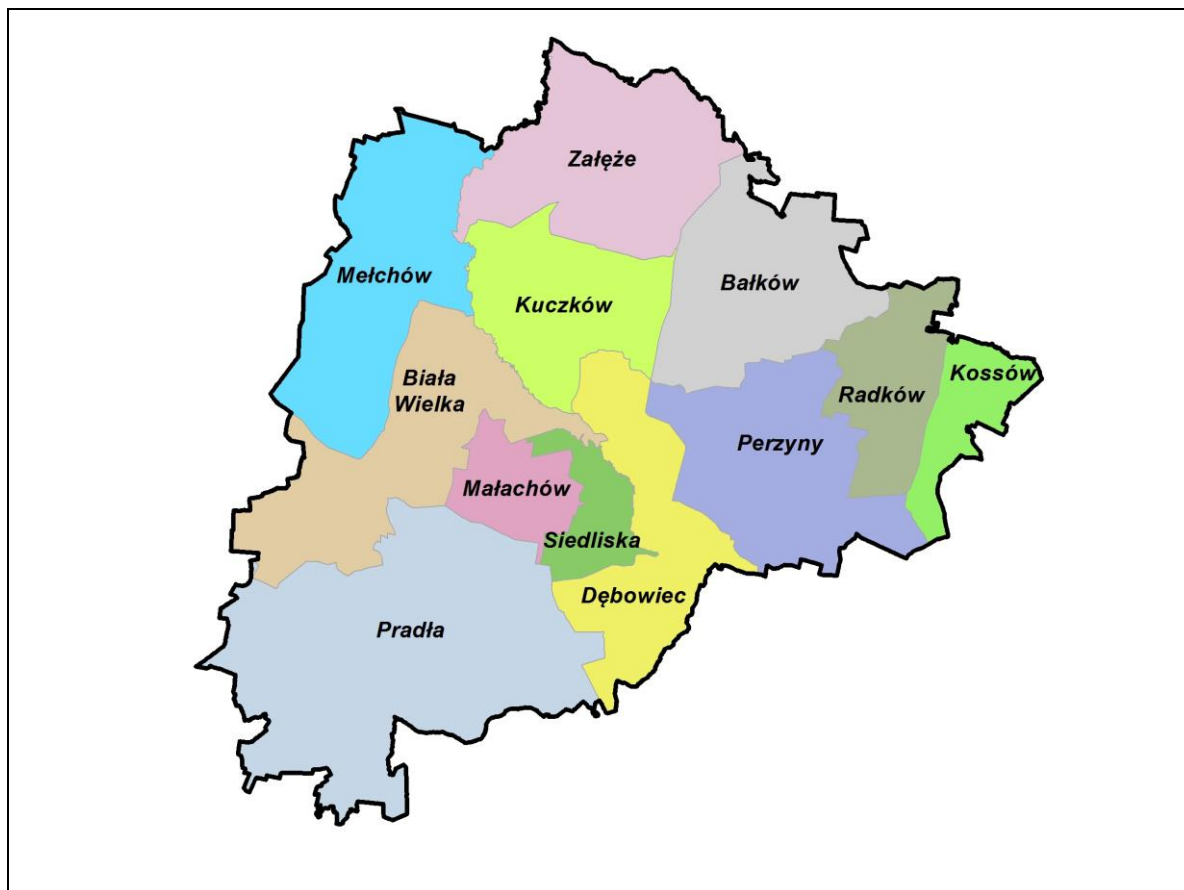 Załęże
Mełchów
Kuczków
Bałków
Biała
Wielka
Kossów
Radków
Perzyny
Małachów
Siedliska
Dębowiec
Pradła